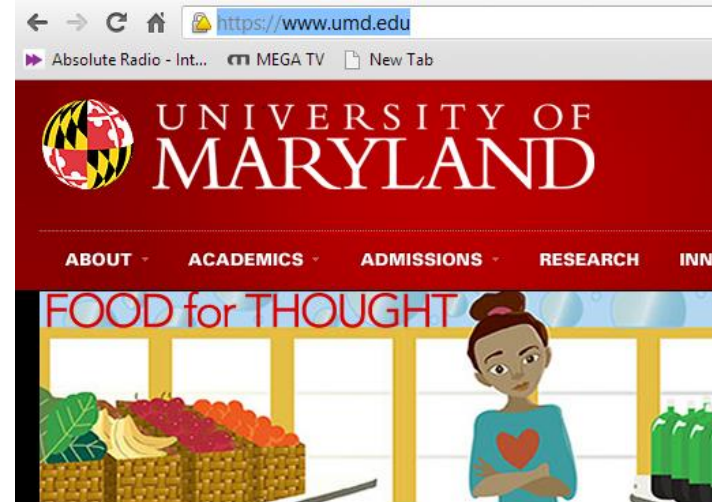 https://www.umd.edu
Absolute Radio - Int... MEGA TV New Tab
UNIVERSITY OF
MARYLAND
ABOUT ACADEMICS ADMISSIONS RESEARCH INN
FOOD for THOUGHT